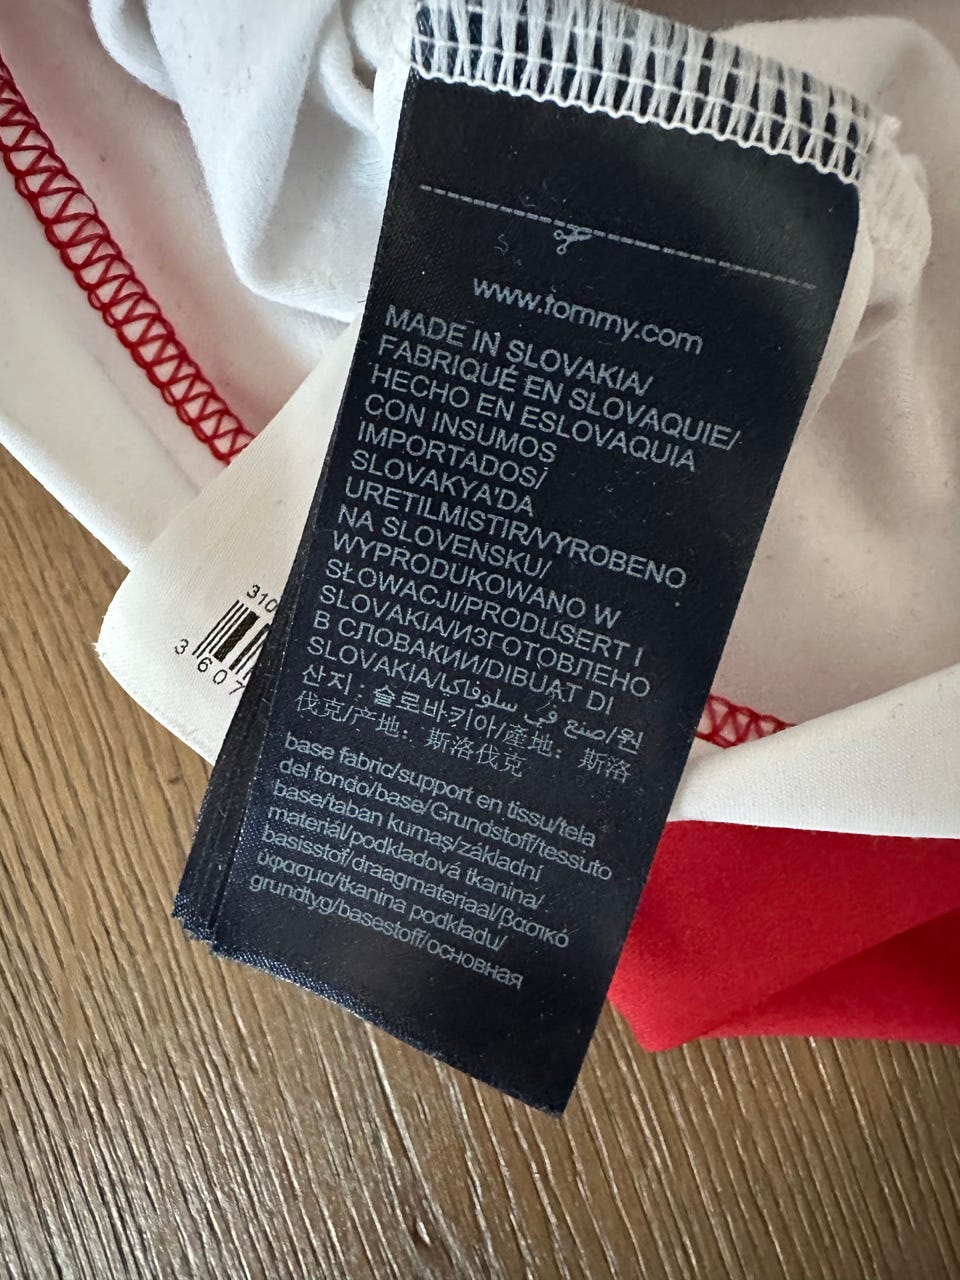 S
www.tommy.com
MADE IN SLOVAKIA/
FABRIQUÉ EN SLOVAQUIE/
HECHO EN ESLOVAQUIA
CON INSUMOS
IMPORTADOS/
SLOVAKYA'DA
URETILMISTIR/VYROBENO
NA SLOVENSKU/
WYPRODUKOWANO W
SŁOWACJI/PRODUSERT I
SLOVAKIA/ИЗГОТОВЛЕНО
В СЛОВАКИИ/DIBUAT DI
SLOVAKIA/صنع في سلوفاكيا/원
산지 : 슬로바키아/產地： 斯洛
伐克/产地： 斯洛伐克
base fabric/support en tissu/tela
del fondo/base/Grundstoff/tessuto
base/taban kumaş/základní
materiál/podkladová tkanina/
basisstof/draagmateriaal/βασικό
ύφασμα/tkanina podkładu/
grundtyg/basestoff/основная
310
3 607